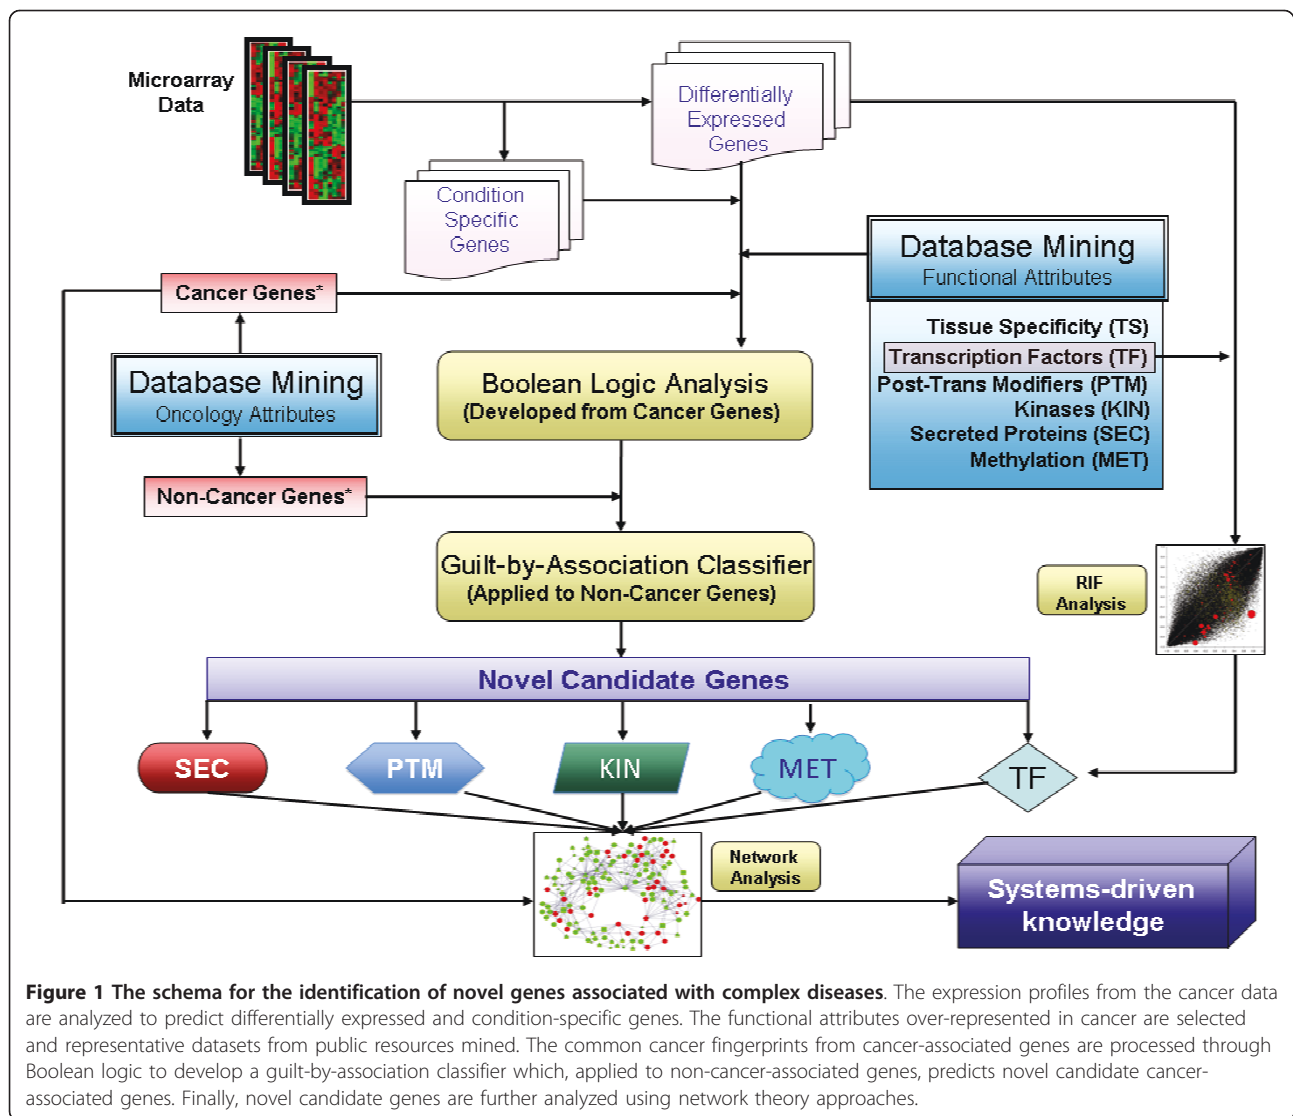 Microarray
Data
Differentially
Expressed
Genes
Condition
Specific
Genes
Database Mining
Functional Attributes
Cancer Genes*
Tissue Specificity (TS)
Transcription Factors (TF)
Post-Trans Modifiers (PTM)
Kinases (KIN)
Secreted Proteins (SEC)
Methylation (MET)
Database Mining
Oncology Attributes
Boolean Logic Analysis
(Developed from Cancer Genes)
Non-Cancer Genes*
Guilt-by-Association Classifier
(Applied to Non-Cancer Genes)
RIF
Analysis
Novel Candidate Genes
SEC
PTM
KIN
MET
TF
Network
Analysis
Systems-driven
knowledge
Figure 1 The schema for the identification of novel genes associated with complex diseases. The expression profiles from the cancer data
are analyzed to predict differentially expressed and condition-specific genes. The functional attributes over-represented in cancer are selected
and representative datasets from public resources mined. The common cancer fingerprints from cancer-associated genes are processed through
Boolean logic to develop a guilt-by-association classifier which, applied to non-cancer-associated genes, predicts novel candidate cancer-
associated genes. Finally, novel candidate genes are further analyzed using network theory approaches.